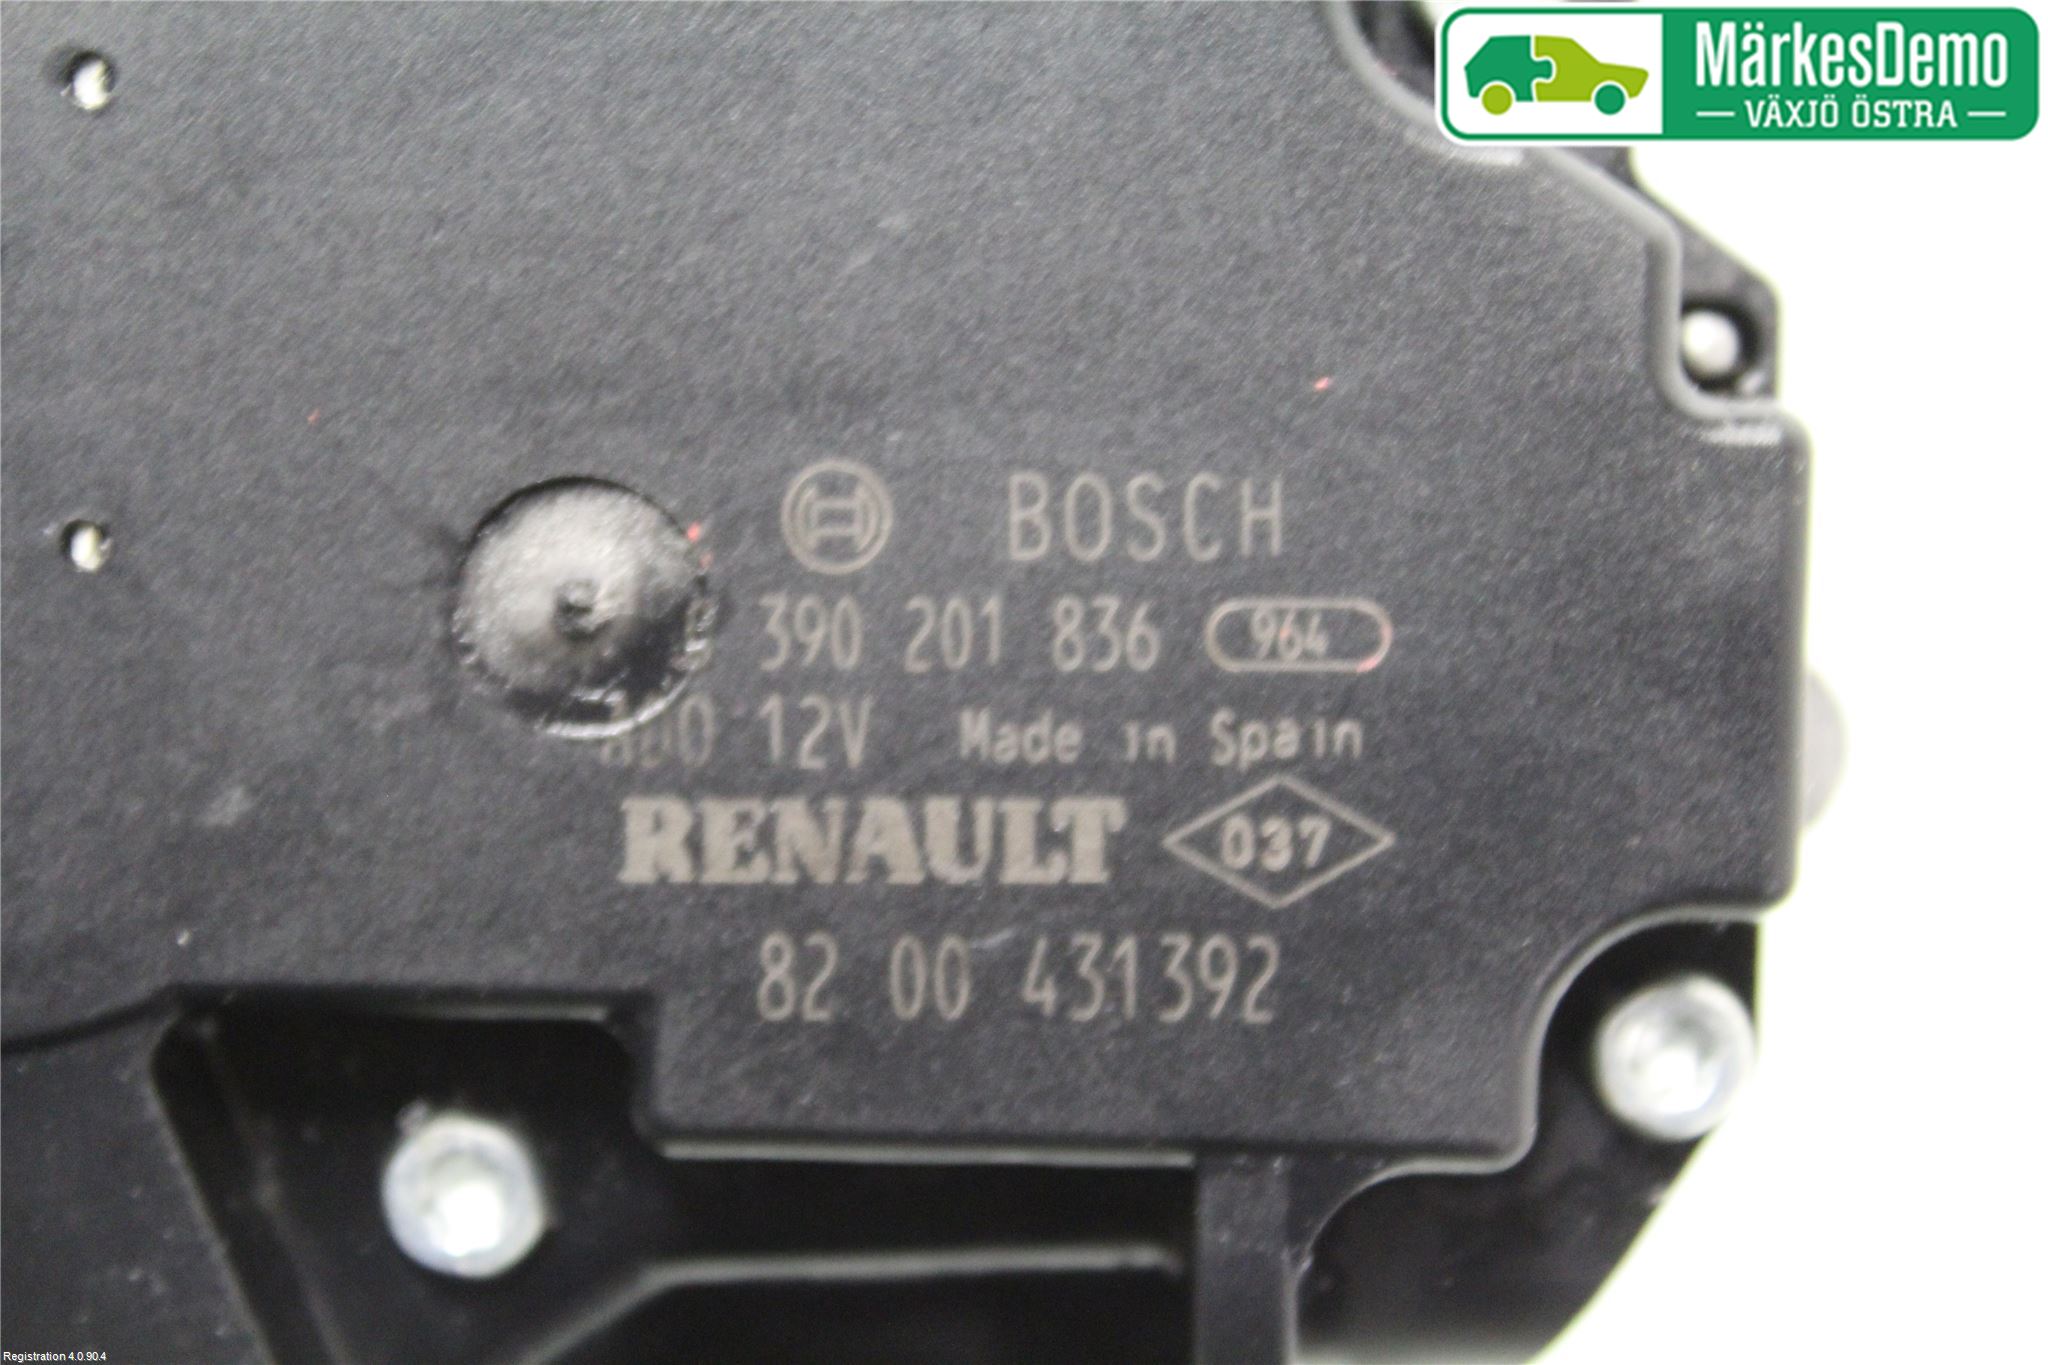 MärkesDemo
VÄXJÖ ÖSTRA
BOSCH
390 201 836 964
12V Made in Spain
RENAULT 037
82 00 431392
Registration 4.0.90.4